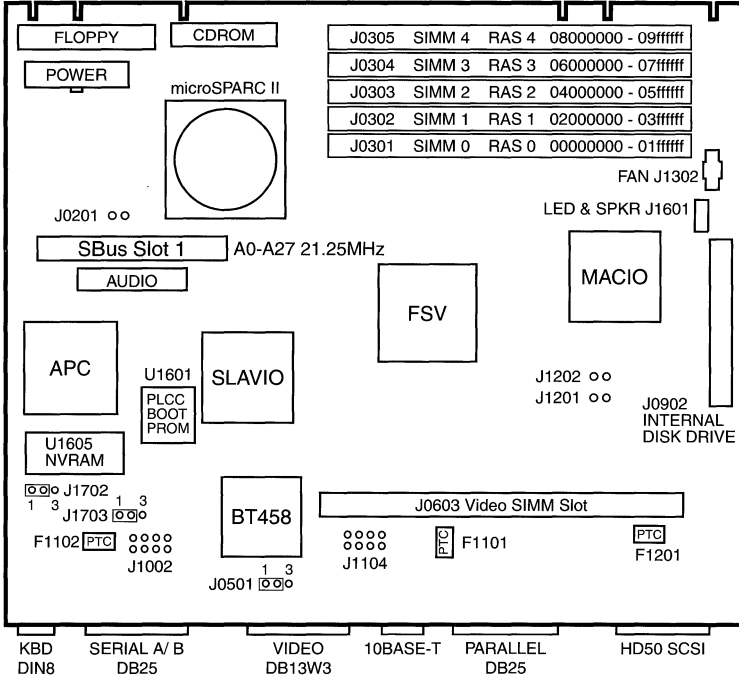 FLOPPY
CDROM
J0305 SIMM 4 RAS 4 08000000 - 09ffffff
POWER
J0304 SIMM 3 RAS 3 06000000 - 07ffffff
microSPARC II
J0303 SIMM 2 RAS 2 04000000 - 05ffffff
J0302 SIMM 1 RAS 1 02000000 - 03ffffff
J0301 SIMM 0 RAS 0 00000000 - 01ffffff
FAN J1302
J0201
LED & SPKR J1601
SBus Slot 1 A0-A27 21.25MHz
AUDIO
MACIO
FSV
APC
U1601
SLAVIO
PLCC
BOOT
PROM
J1202
J1201
J0902
INTERNAL
DISK DRIVE
U1605
NVRAM
J1702
1 3
J1703
1 3
BT458
J0603 Video SIMM Slot
F1102 PTC
J1002
J1104
PTC F1101
PTC
F1201
J0501
1 3
KBD
DIN8
SERIAL A/ B
DB25
VIDEO
DB13W3
10BASE-T
PARALLEL
DB25
HD50 SCSI